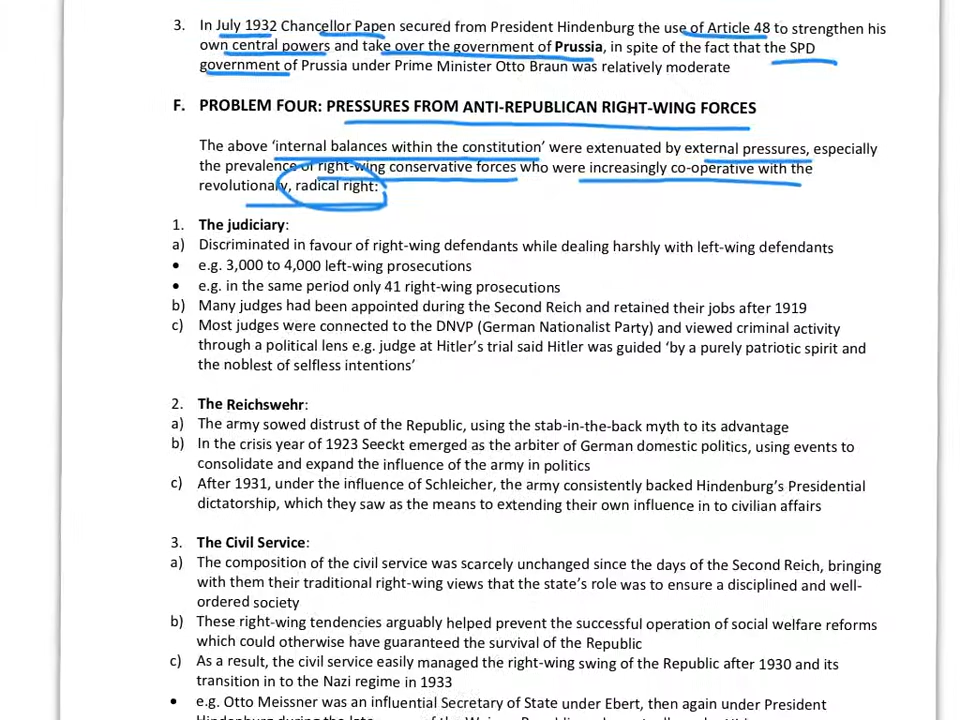 3. In July 1932 Chancellor Papen secured from President Hindenburg the use of Article 48 to strengthen his
own central powers and take over the government of Prussia, in spite of the fact that the SPD
government of Prussia under Prime Minister Otto Braun was relatively moderate
F. PROBLEM FOUR: PRESSURES FROM ANTI-REPUBLICAN RIGHT-WING FORCES
The above ‘internal balances within the constitution’ were extenuated by external pressures, especially
the prevalence of right-wing conservative forces who were increasingly co-operative with the
revolutionary, radical right:
1. The judiciary:
a) Discriminated in favour of right-wing defendants while dealing harshly with left-wing defendants
• e.g. 3,000 to 4,000 left-wing prosecutions
• e.g. in the same period only 41 right-wing prosecutions
b) Many judges had been appointed during the Second Reich and retained their jobs after 1919
c) Most judges were connected to the DNVP (German Nationalist Party) and viewed criminal activity
through a political lens e.g. judge at Hitler’s trial said Hitler was guided ‘by a purely patriotic spirit and
the noblest of selfless intentions’
2. The Reichswehr:
a) The army sowed distrust of the Republic, using the stab-in-the-back myth to its advantage
b) In the crisis year of 1923 Seeckt emerged as the arbiter of German domestic politics, using events to
consolidate and expand the influence of the army in politics
c) After 1931, under the influence of Schleicher, the army consistently backed Hindenburg’s Presidential
dictatorship, which they saw as the means to extending their own influence in to civilian affairs
3. The Civil Service:
a) The composition of the civil service was scarcely unchanged since the days of the Second Reich, bringing
with them their traditional right-wing views that the state’s role was to ensure a disciplined and well-
ordered society
b) These right-wing tendencies arguably helped prevent the successful operation of social welfare reforms
which could otherwise have guaranteed the survival of the Republic
c) As a result, the civil service easily managed the right-wing swing of the Republic after 1930 and its
transition in to the Nazi regime in 1933
• e.g. Otto Meissner was an influential Secretary of State under Ebert, then again under President